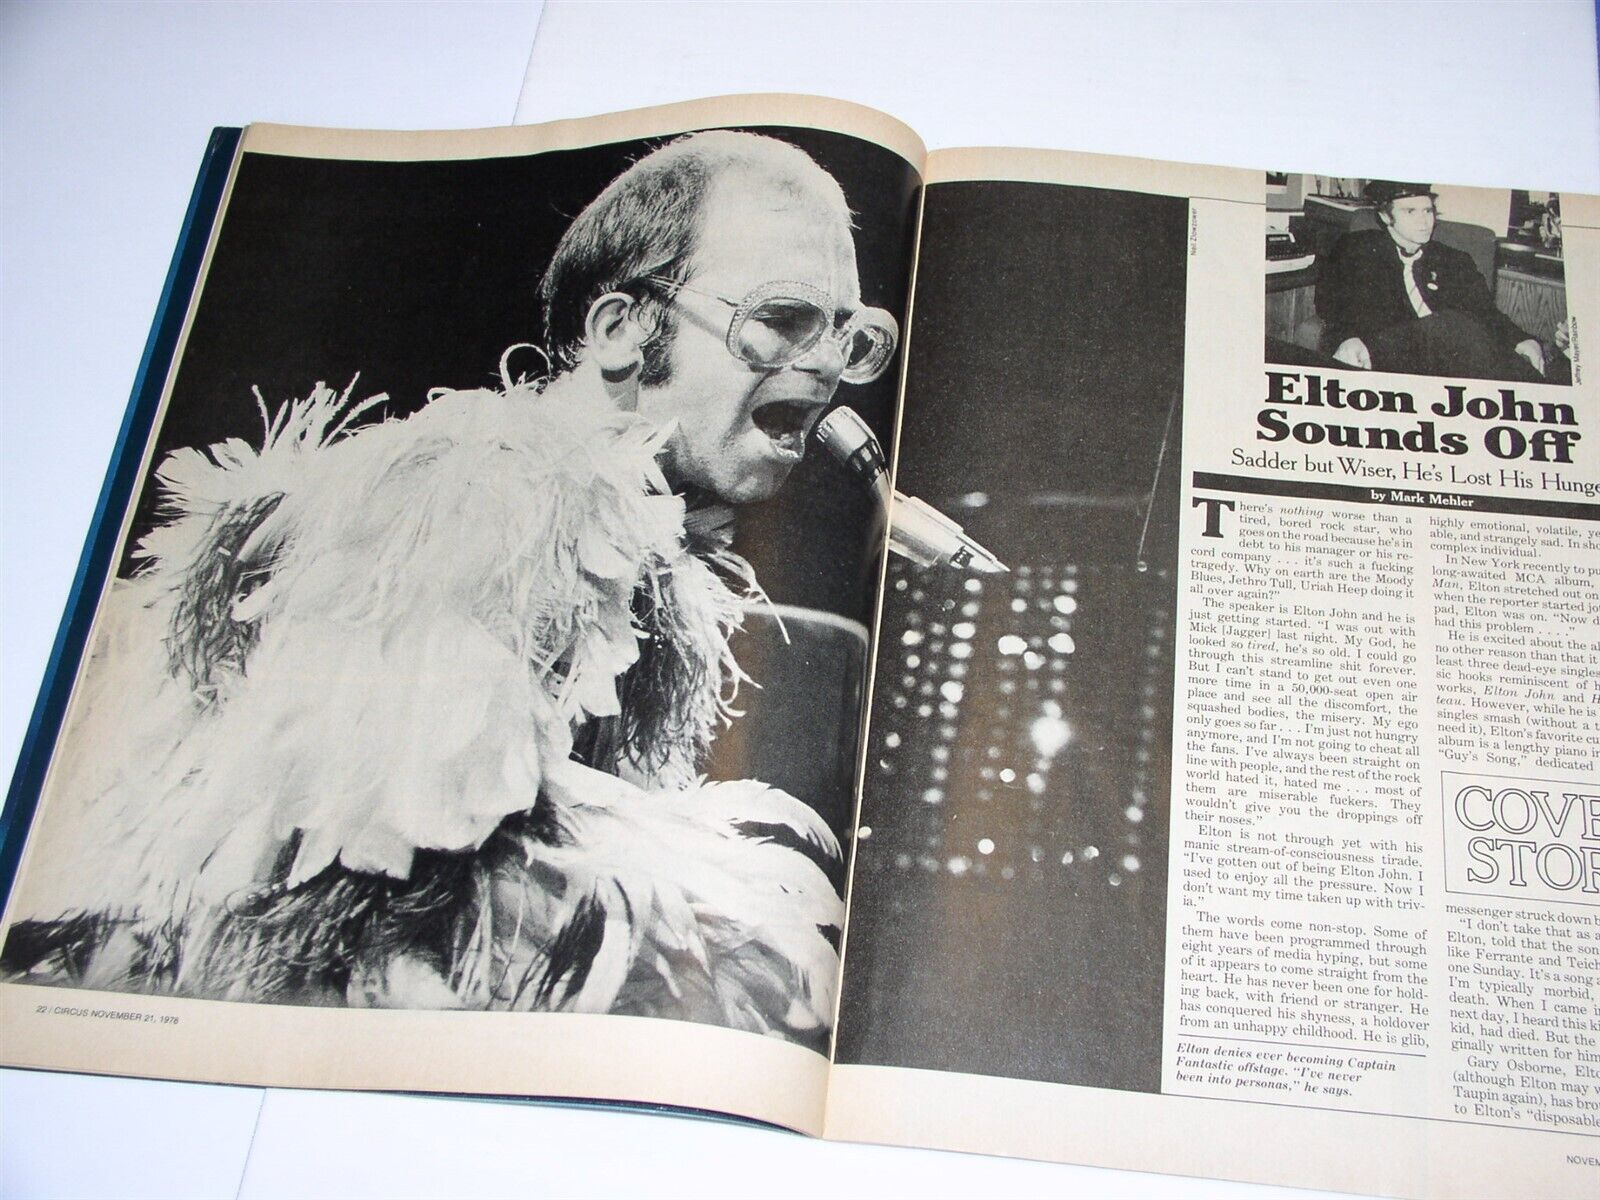 22 / CIRCUS NOVEMBER 21, 1978
Neil Zlozower
Jeffrey Mayer/Rainbow
Elton John
Sounds Off
Sadder but Wiser, He's Lost His Hunge
by Mark Mehler
There's nothing worse than a
tired, bored rock star, who
goes on the road because he's in
debt to his manager or his re-
cord company . . . it's such a fucking
tragedy. Why on earth are the Moody
Blues, Jethro Tull, Uriah Heep doing it
all over again?"
The speaker is Elton John and he is
just getting started. "I was out with
Mick [Jagger] last night. My God, he
looked so tired, he's so old. I could go
through this streamline shit forever.
But I can't stand to get out even one
more time in a 50,000-seat open air
place and see all the discomfort, the
squashed bodies, the misery. My ego
only goes so far . . . I'm just not hungry
anymore, and I'm not going to cheat all
the fans. I've always been straight on
line with people, and the rest of the rock
world hated it, hated me . . . most of
them are miserable fuckers. They
wouldn't give you the droppings off
their noses."
Elton is not through yet with his
manic stream-of-consciousness tirade.
"I've gotten out of being Elton John. I
used to enjoy all the pressure. Now I
don't want my time taken up with triv-
ia."
The words come non-stop. Some of
them have been programmed through
eight years of media hyping, but some
of it appears to come straight from the
heart. He has never been one for hold-
ing back, with friend or stranger. He
has conquered his shyness, a holdover
from an unhappy childhood. He is glib,
Elton denies ever becoming Captain
Fantastic offstage. "I've never
been into personas," he says.
highly emotional, volatile, ye
able, and strangely sad. In sho
complex individual.
In New York recently to pu
long-awaited MCA album,
Man, Elton stretched out on
when the reporter started jo
pad, Elton was on. "Now d
had this problem . . . ."
He is excited about the al
no other reason than that it
least three dead-eye singles
sic hooks reminiscent of h
works, Elton John and H
teau. However, while he is
singles smash (without a t
need it), Elton's favorite cu
album is a lengthy piano in
"Guy's Song," dedicated
COVE
STOR
messenger struck down b
"I don't take that as a
Elton, told that the son
like Ferrante and Teich
one Sunday. It's a song a
I'm typically morbid,
death. When I came i
next day, I heard this ki
kid, had died. But the
ginally written for him
Gary Osborne, Elto
(although Elton may w
Taupin again), has bro
to Elton's "disposable
NOVEM